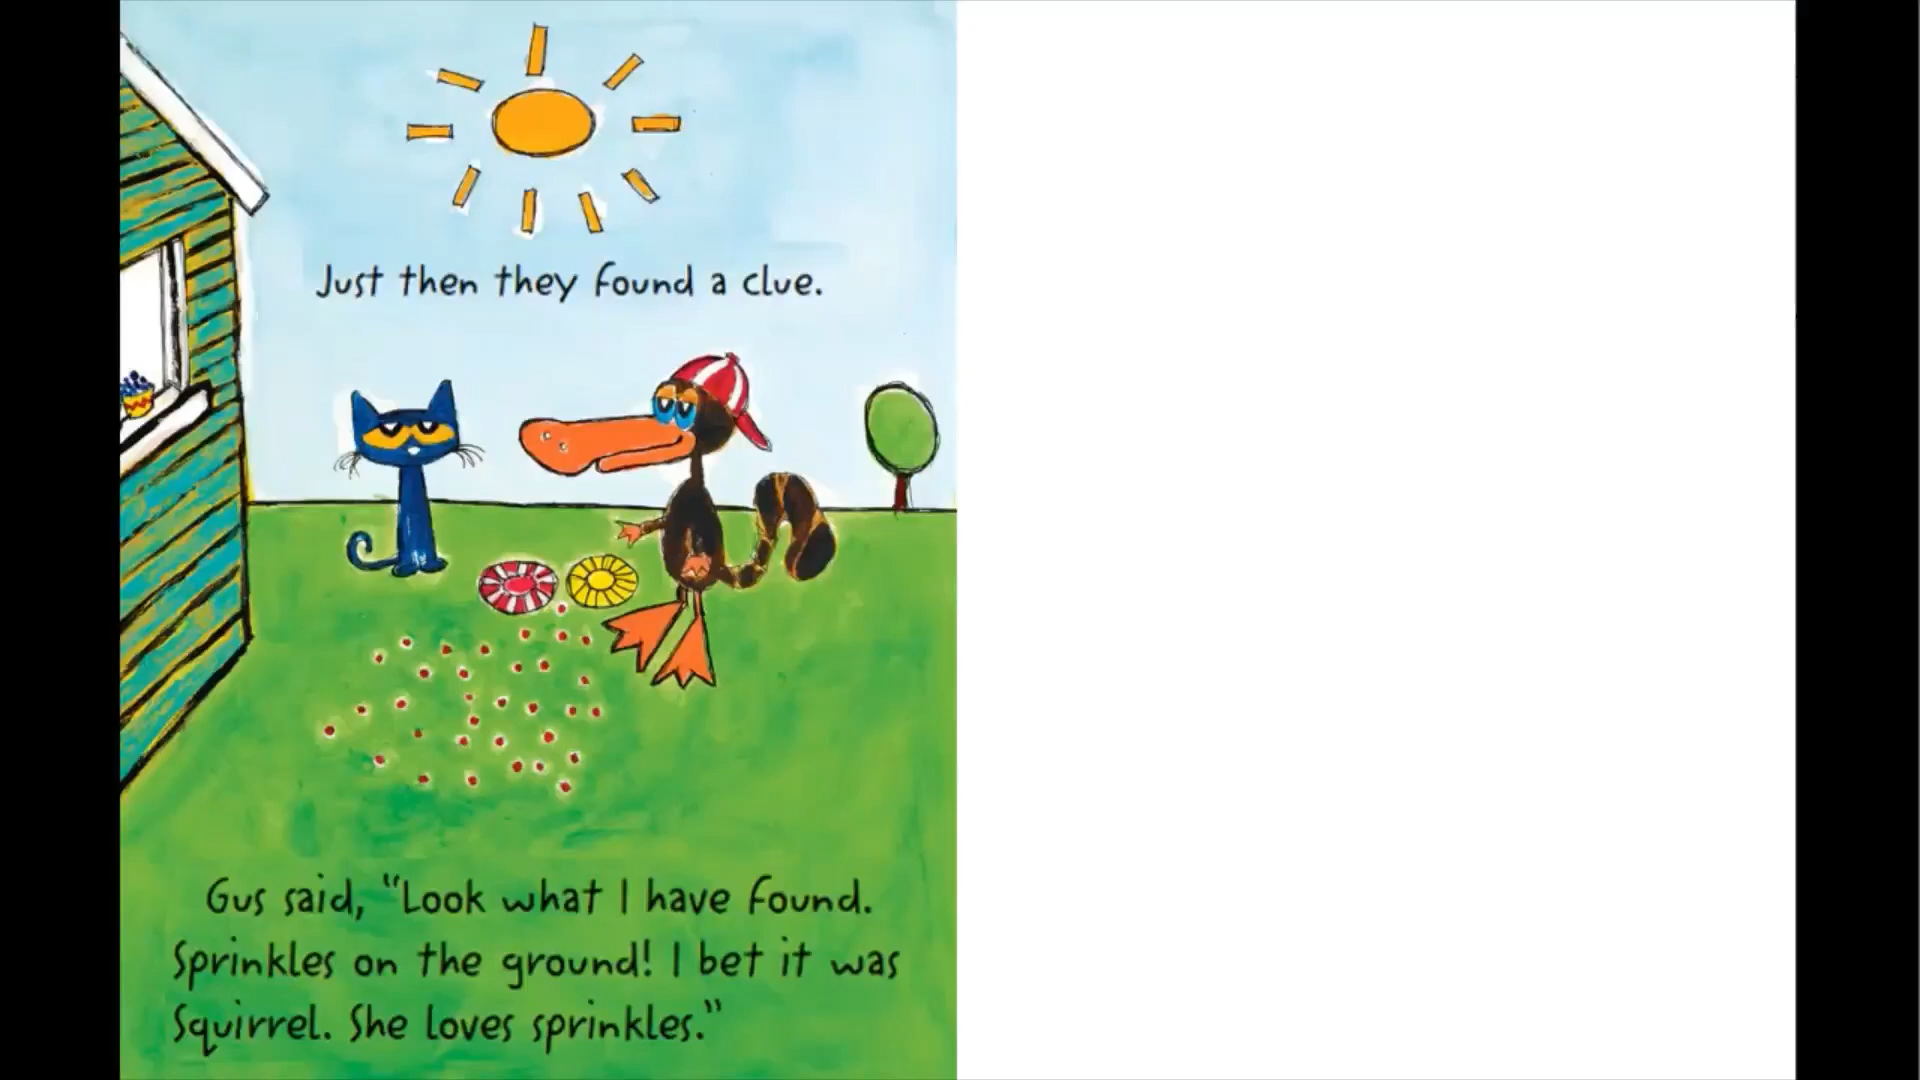 Just then they found a clue.
Gus said, “Look what I have found.
Sprinkles on the ground! I bet it was
Squirrel. She loves sprinkles.”